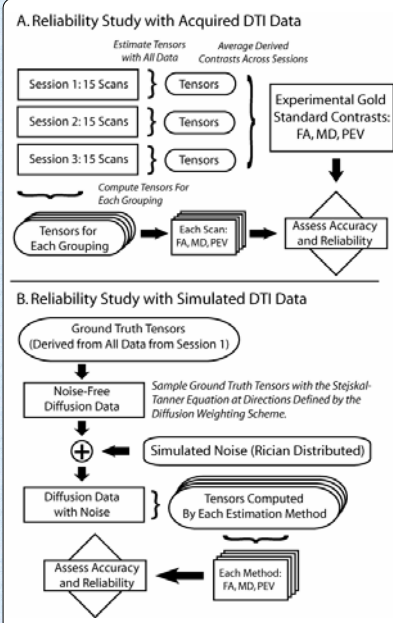 A. Reliability Study with Acquired DTI Data
Estimate Tensors
with All Data
Average Derived
Contrasts Across Sessions
Session 1: 15 Scans
Tensors
Session 2: 15 Scans
Tensors
Session 3: 15 Scans
Tensors
Experimental Gold
Standard Contrasts:
FA, MD, PEV
Compute Tensors For
Each Grouping
Tensors for
Each Grouping
Each Scan:
FA, MD, PEV
Assess Accuracy
and Reliability
B. Reliability Study with Simulated DTI Data
Ground Truth Tensors
(Derived from All Data from Session 1)
Noise-Free
Diffusion Data
Sample Ground Truth Tensors with the Stejskal-
Tanner Equation at Directions Defined by the
Diffusion Weighting Scheme.
+
Simulated Noise (Rician Distributed)
Diffusion Data
with Noise
Tensors Computed
By Each Estimation Method
Assess Accuracy
and Reliability
Each Method:
FA, MD, PEV